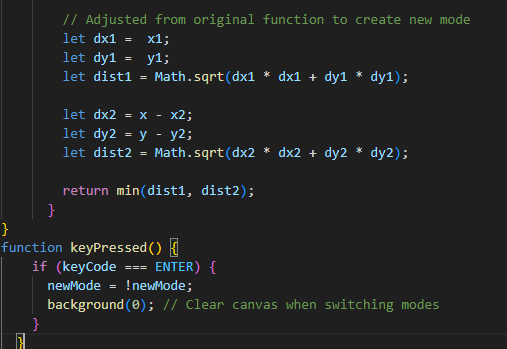 // Adjusted from original function to create new mode
let dx1 =  x1;
let dy1 =  y1;
let dist1 = Math.sqrt(dx1 * dx1 + dy1 * dy1);
let dx2 = x - x2;
let dy2 = y - y2;
let dist2 = Math.sqrt(dx2 * dx2 + dy2 * dy2);
return min(dist1, dist2);
}
}
function keyPressed() {
if (keyCode === ENTER) {
newMode = !newMode;
background(0); // Clear canvas when switching modes
}
}